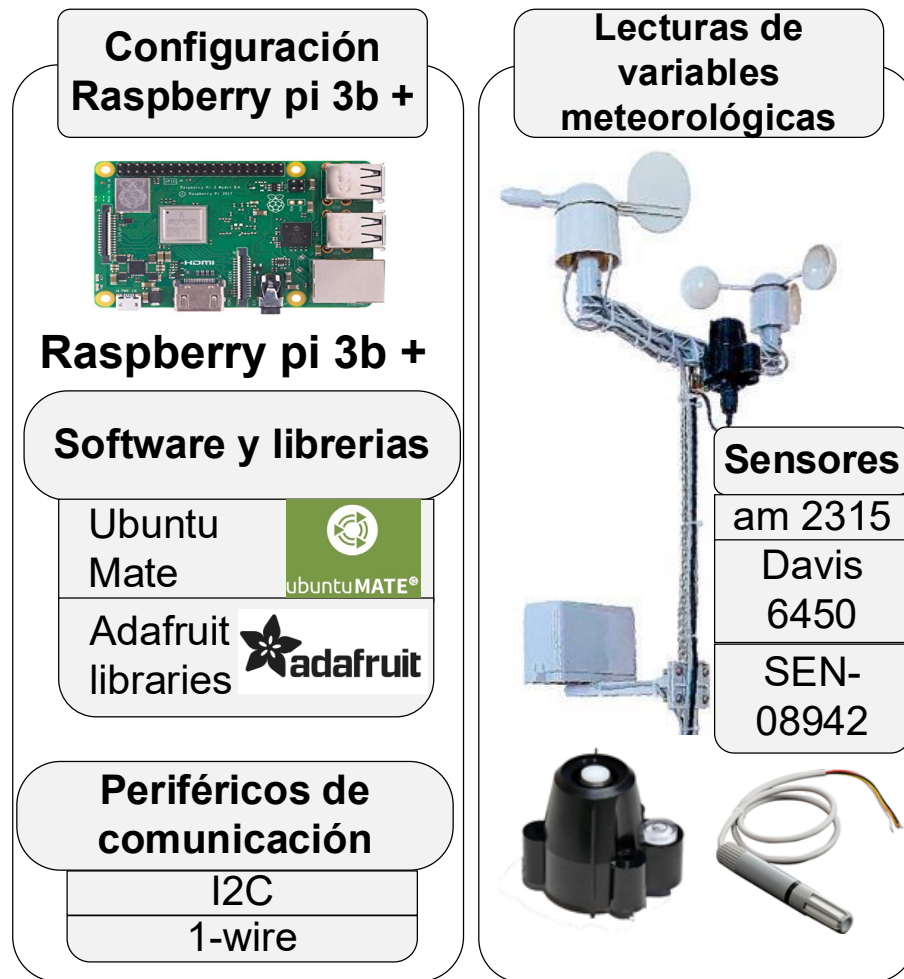 Configuración
Raspberry pi 3b +
HDMI
Raspberry pi 3b +
Software y librerias
Ubuntu
Mate
ubuntuMATE®
Adafruit
libraries
adafruit
Periféricos de
comunicación
I2C
1-wire
Lecturas de
variables
meteorológicas
Sensores
am 2315
Davis
6450
SEN-
08942